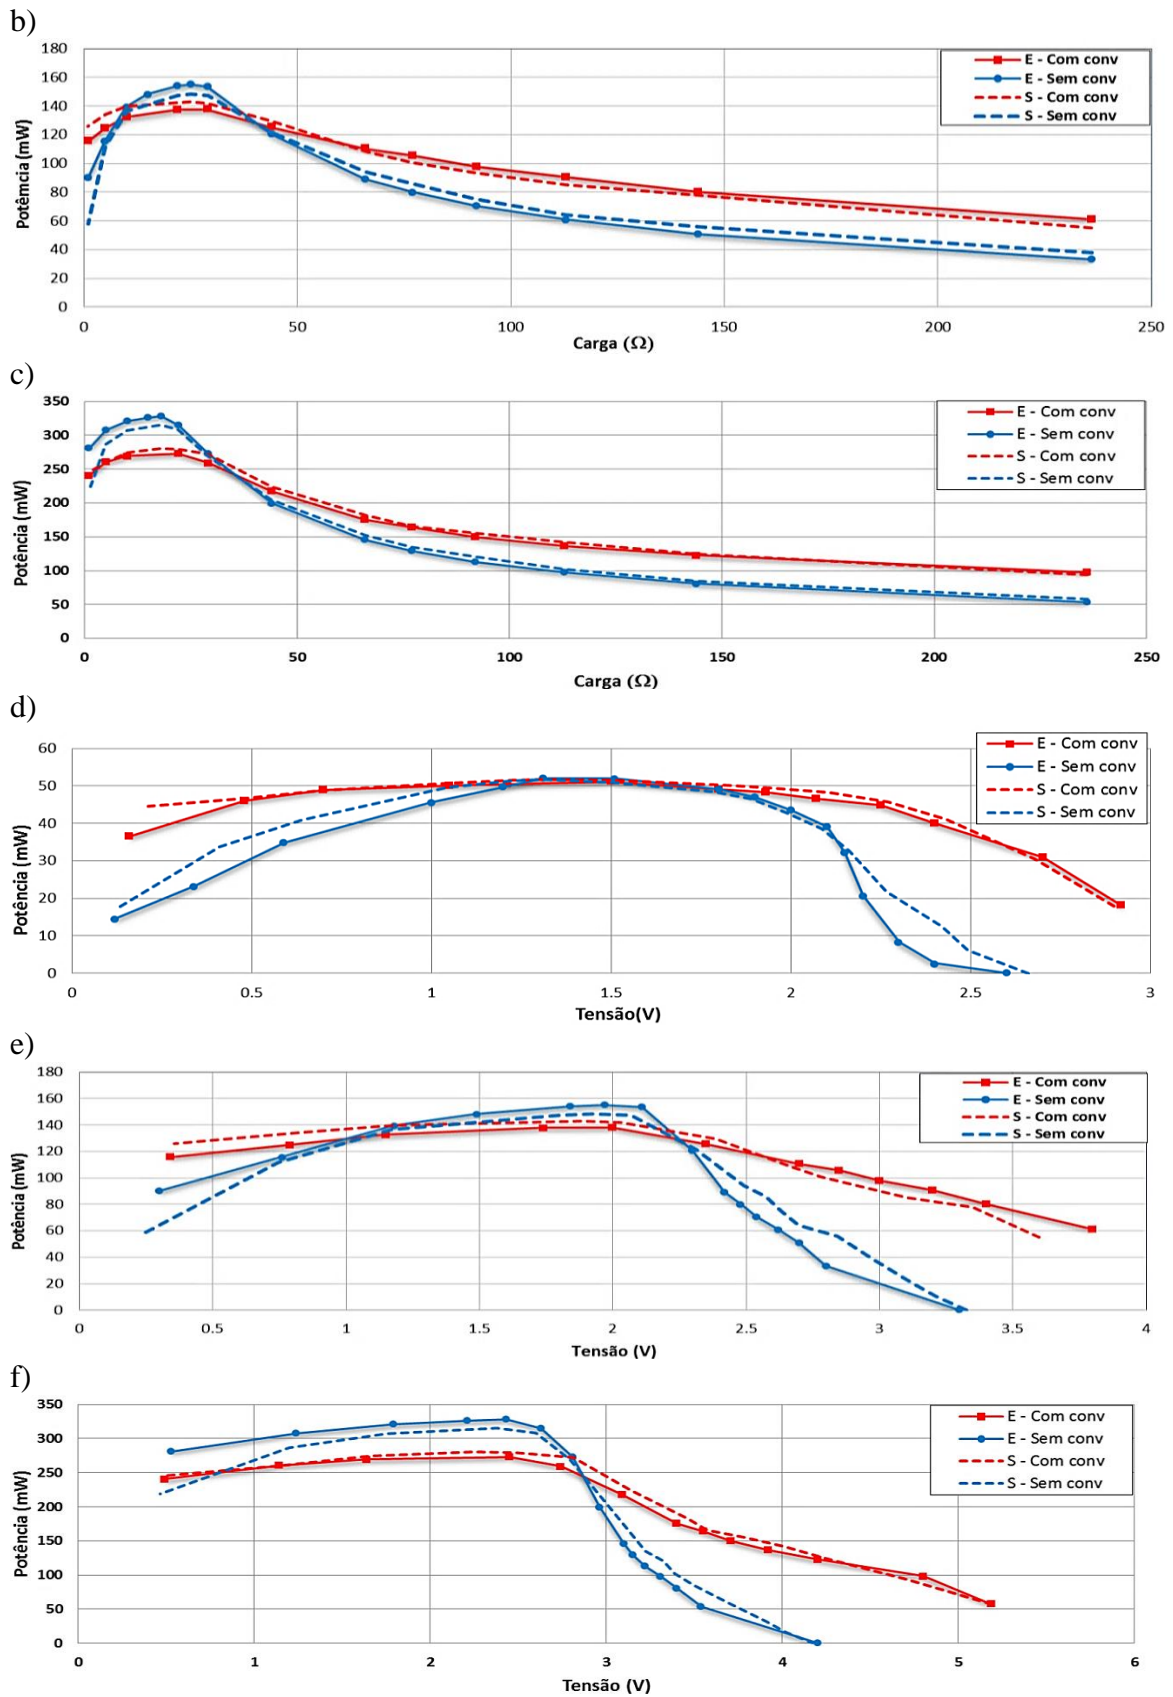 b)
180
160
140
120
100
80
60
40
20
0
Potêmcia (mW)
E - Com conv
E - Sem conv
S - Com conv
S - Sem conv
0 50 100 150 200 250
Carga (Ω)
c)
350
300
250
200
150
100
50
0
Potência (mW)
E - Com conv
E - Sem conv
S - Com conv
S - Sem conv
0 50 100 150 200 250
Carga (Ω)
d)
60
50
40
30
20
10
0
Potência (mW)
E - Com conv
E - Sem conv
S - Com conv
S - Sem conv
0 0.5 1 1.5 2 2.5 3
Tensão(V)
e)
180
160
140
120
100
80
60
40
20
0
Potência (mW)
E - Com conv
E - Sem conv
S - Com conv
S - Sem conv
0 0.5 1 1.5 2 2.5 3 3.5 4
Tensão (V)
f)
350
300
250
200
150
100
50
0
Potência (mW)
E - Com conv
E - Sem conv
S - Com conv
S - Sem conv
0 1 2 3 4 5 6
Tensão (V)